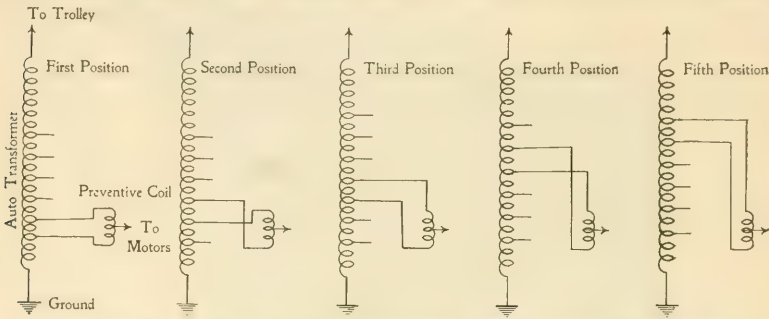 To Trolley
First Position
Second Position
Third Position
Fourth Position
Fifth Position
Auto Transformer
Preventive Coil
To
Motors
Ground